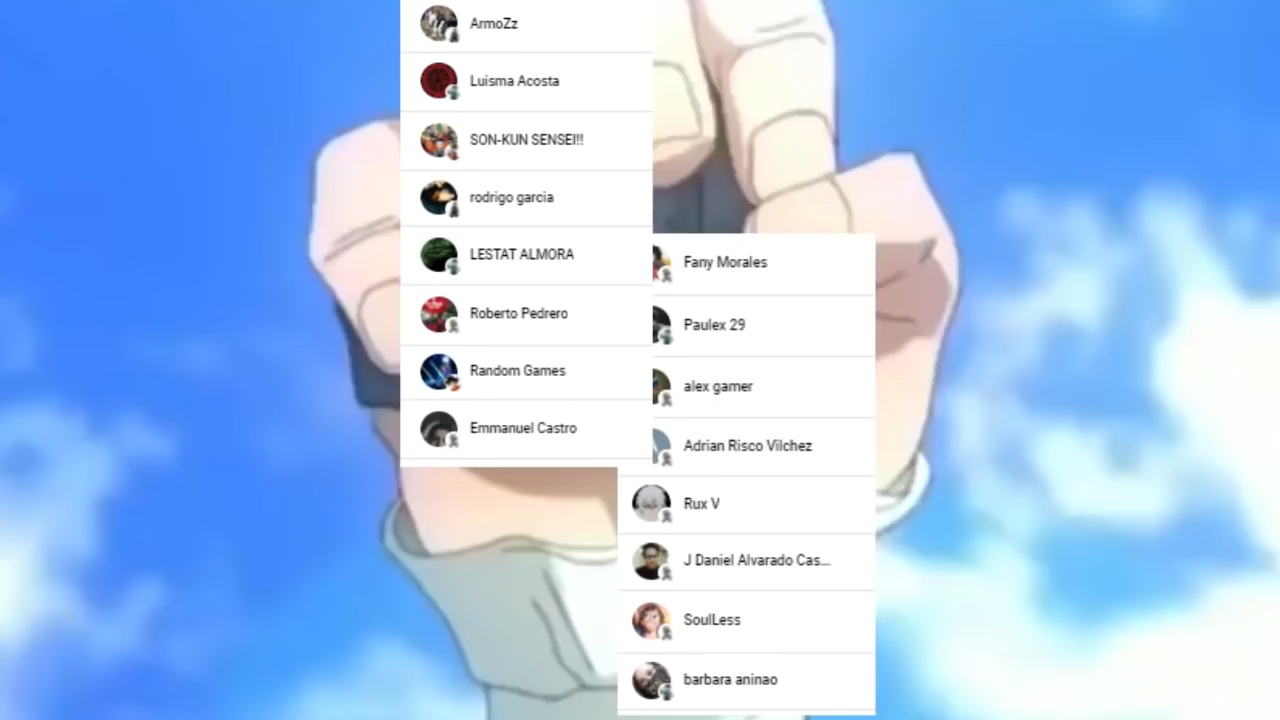 ArmoZz
Luisma Acosta
SON-KUN SENSEI!!
rodrigo garcia
LESTAT ALMORA
Roberto Pedrero
Random Games
Emmanuel Castro
Fany Morales
Paulex 29
alex gamer
Adrian Risco Vilchez
Rux V
J Daniel Alvarado Cas...
SoulLess
barbara aninao